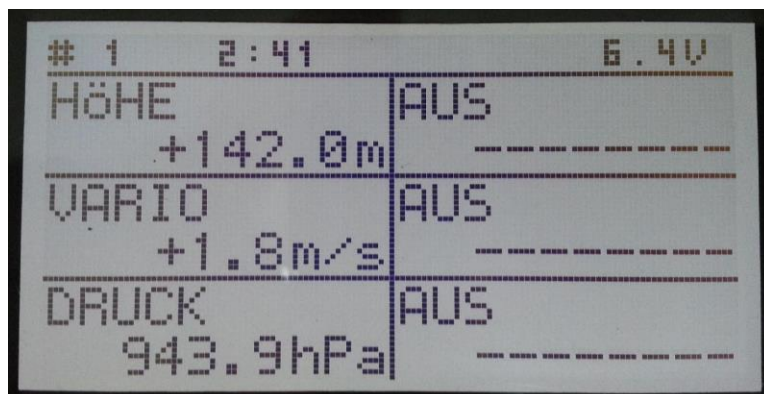 # 1 2:41 6.4V
HÖHE AUS
+142.0m --------
VARIO AUS
+1.8m/s --------
DRUCK AUS
943.9hPa --------